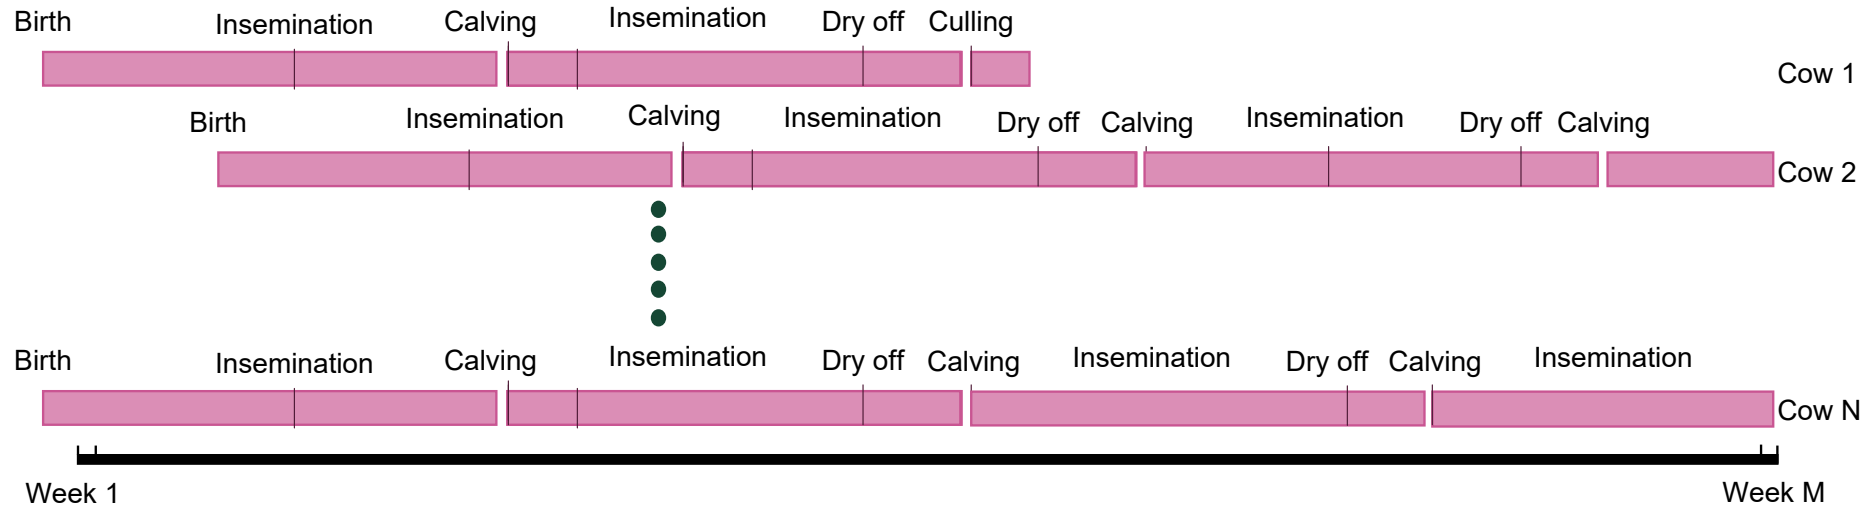 Birth Insemination Calving Insemination Dry off Culling
Cow 1
Birth Insemination Calving Insemination Dry off Calving Insemination Dry off Calving
Cow 2
Birth Insemination Calving Insemination Dry off Calving Insemination Dry off Calving Insemination
Cow N
Week 1 Week M